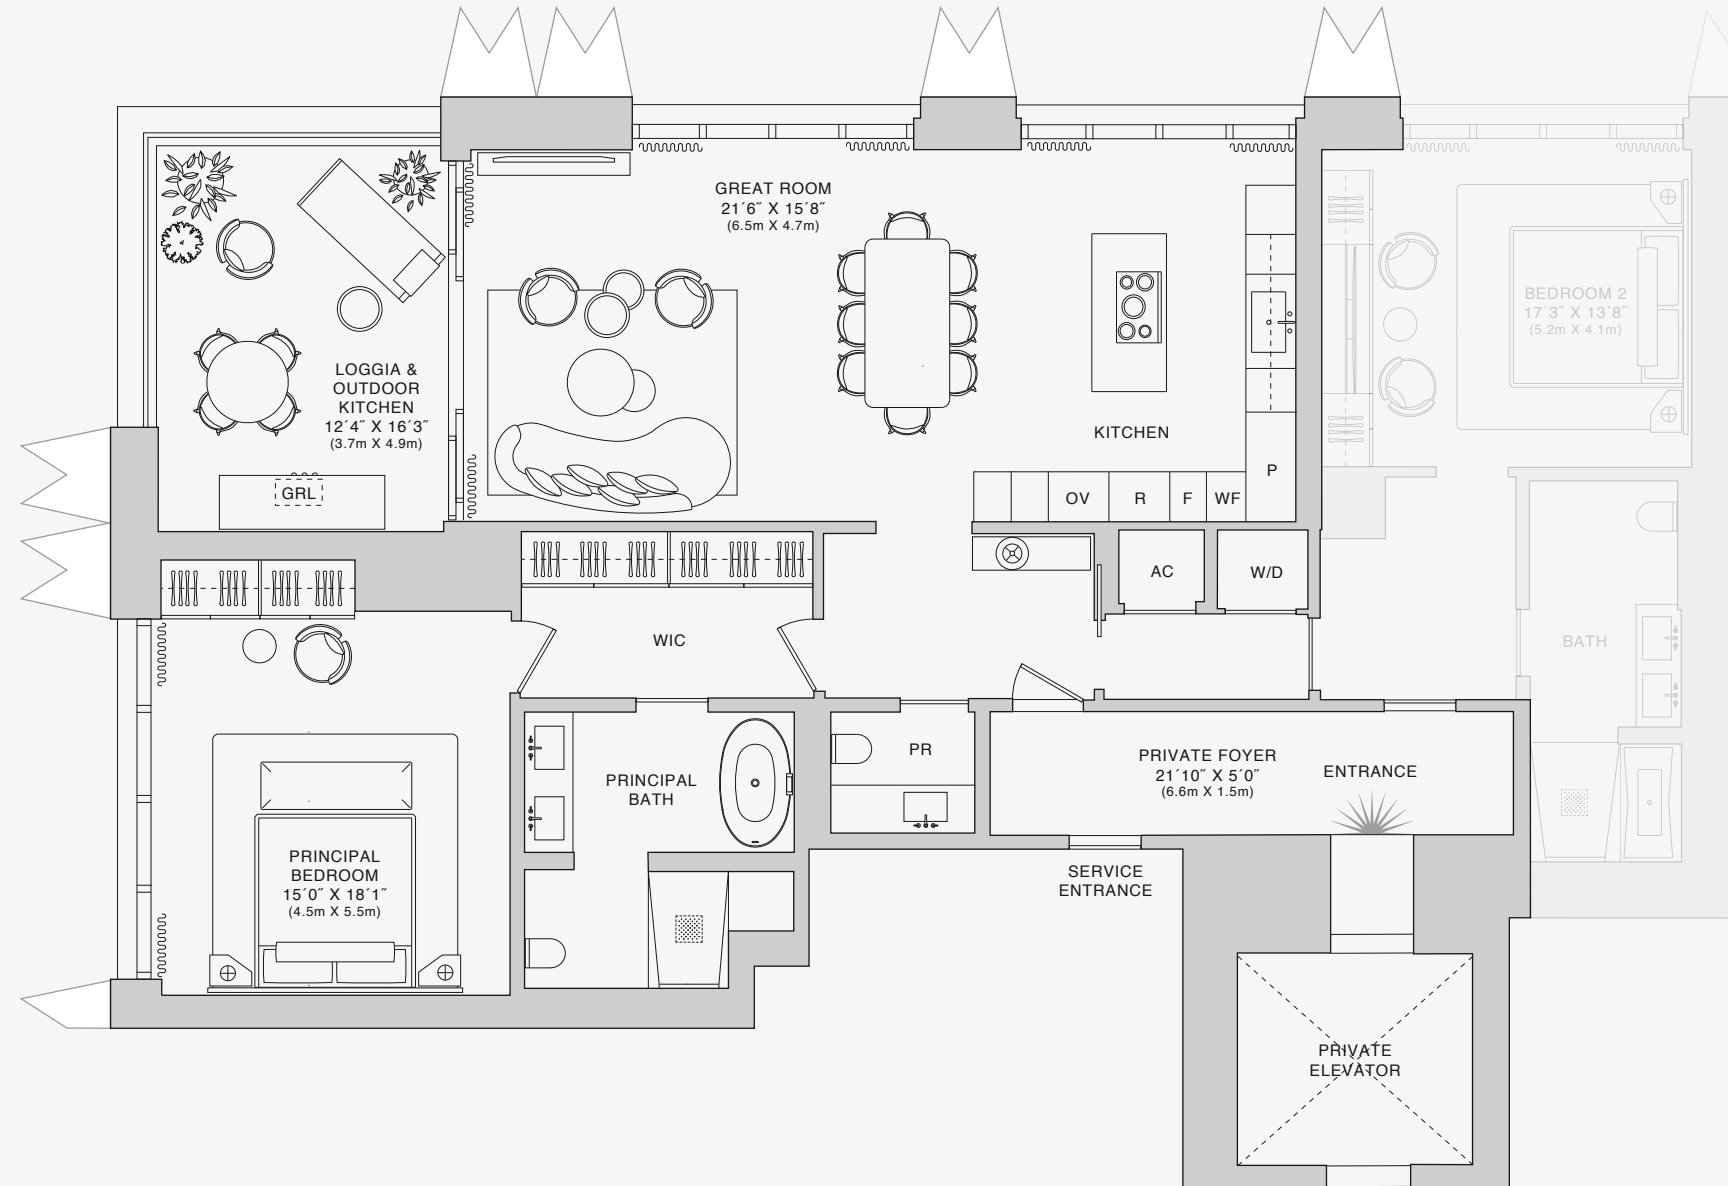 GREAT ROOM
21´6˝ X 15´8˝
(6.5m X 4.7m)
LOGGIA &
OUTDOOR
KITCHEN
12´4˝ X 16´3˝
(3.7m X 4.9m)
GRL
KITCHEN
OV
R
F
WF
P
BEDROOM 2
17´3˝ X 13´8˝
(5.2m X 4.1m)
AC
W/D
WIC
BATH
PRINCIPAL
BATH
PR
PRIVATE FOYER
21´10˝ X 5´0˝
(6.6m X 1.5m)
ENTRANCE
PRINCIPAL
BEDROOM
15´0˝ X 18´1˝
(4.5m X 5.5m)
SERVICE
ENTRANCE
PRIVATE
ELEVATOR